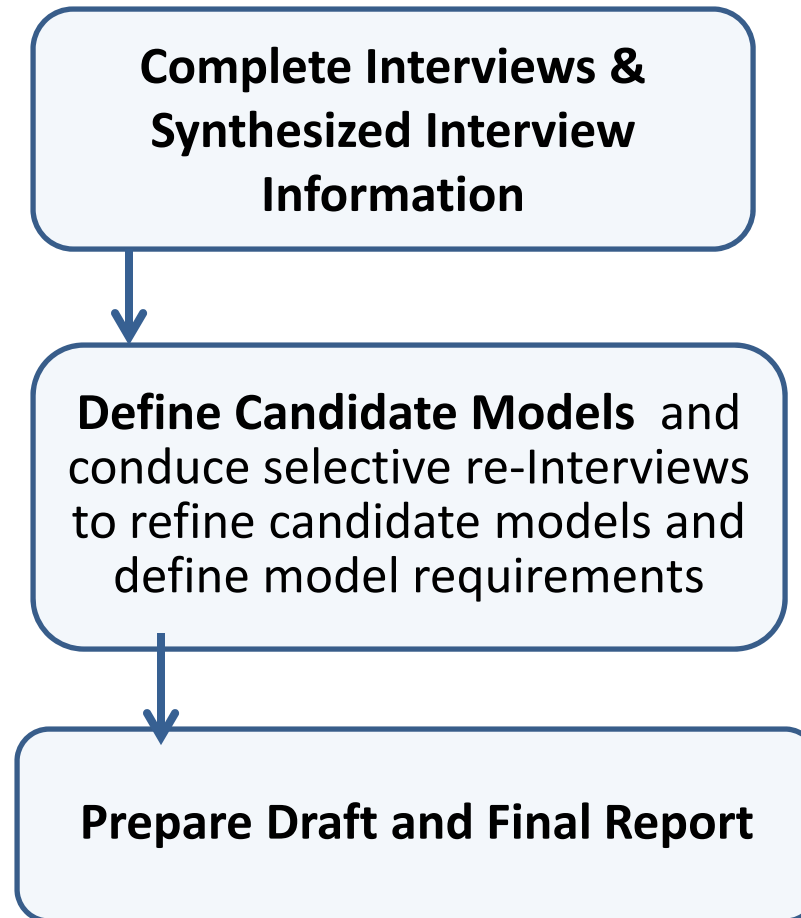 Complete Interviews &
Synthesized Interview
Information
Define Candidate Models and
conduce selective re-Interviews
to refine candidate models and
define model requirements
Prepare Draft and Final Report